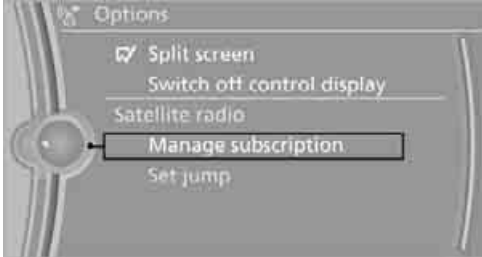 Options
Split screen
Switch off control display
Satellite radio
Manage subscription
Set jump